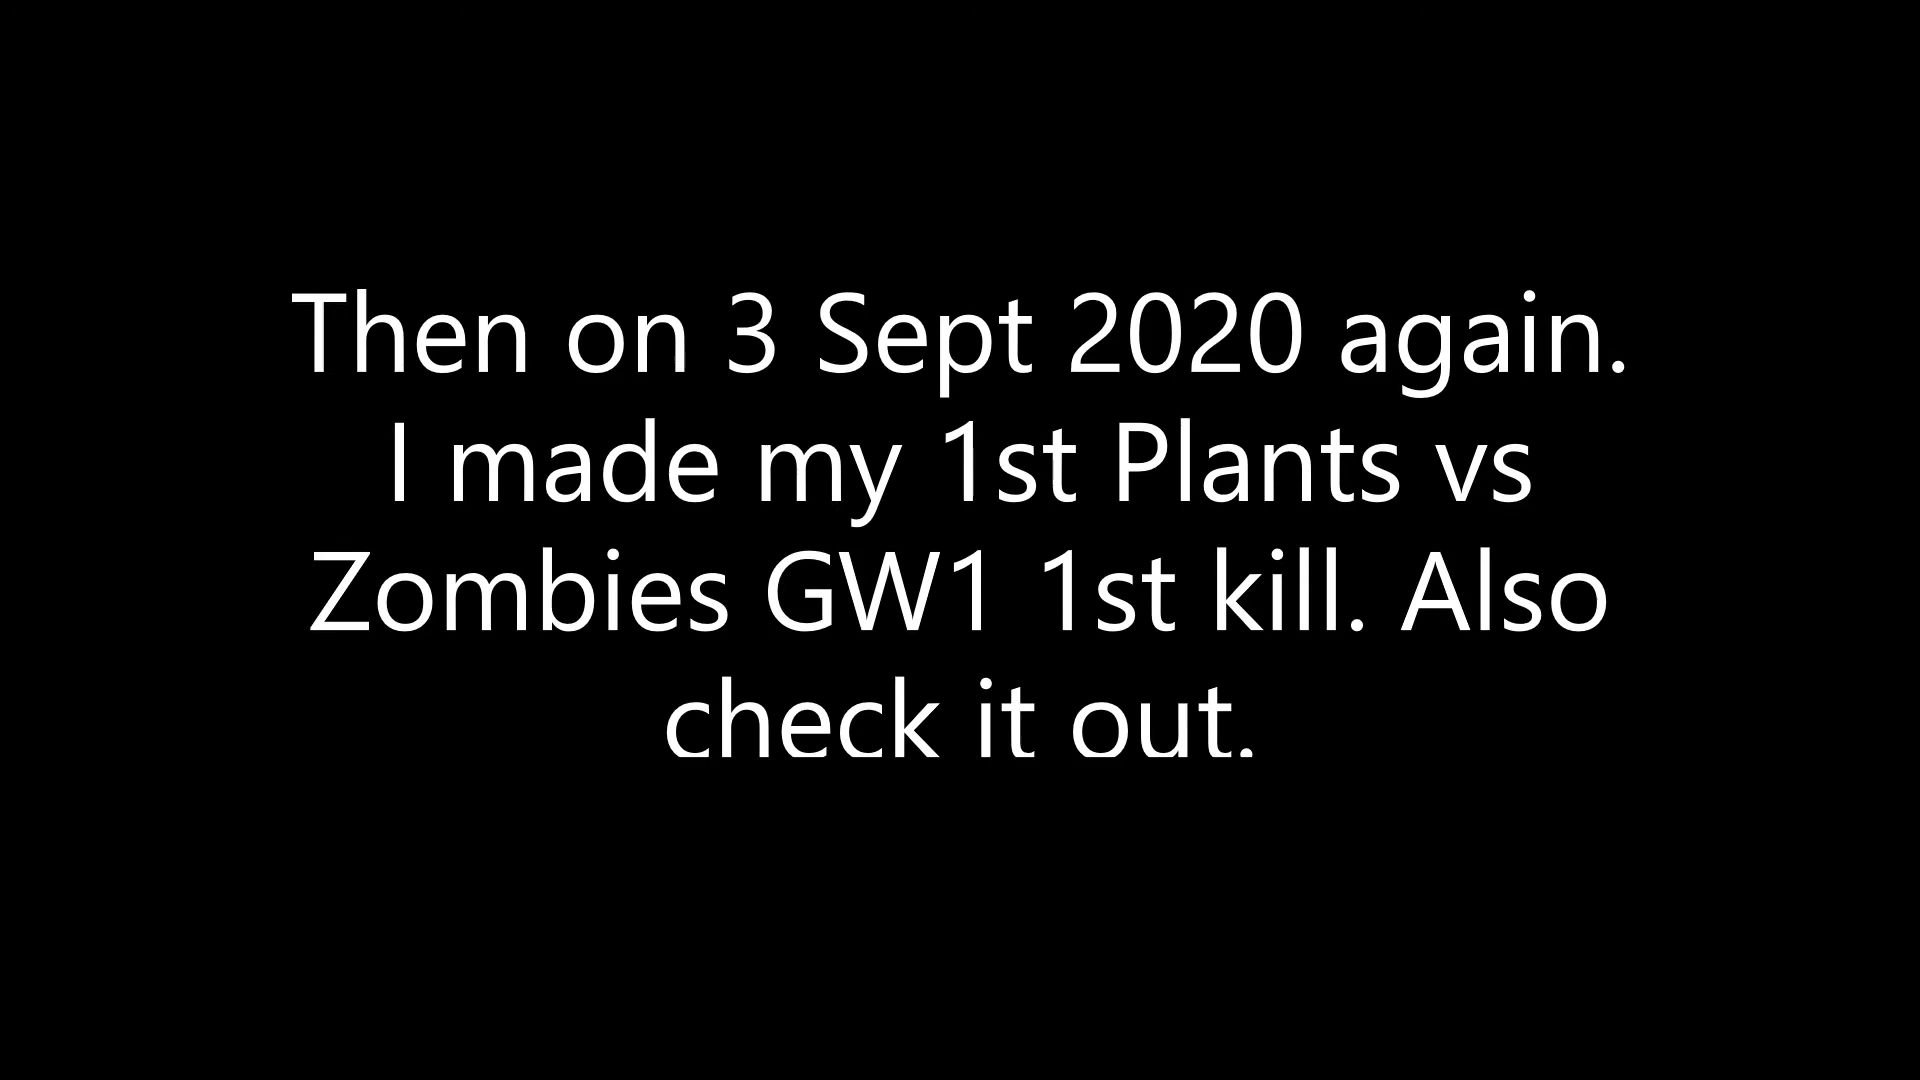 Then on 3 Sept 2020 again.
I made my 1st Plants vs
Zombies GW1 1st kill. Also
check it out.